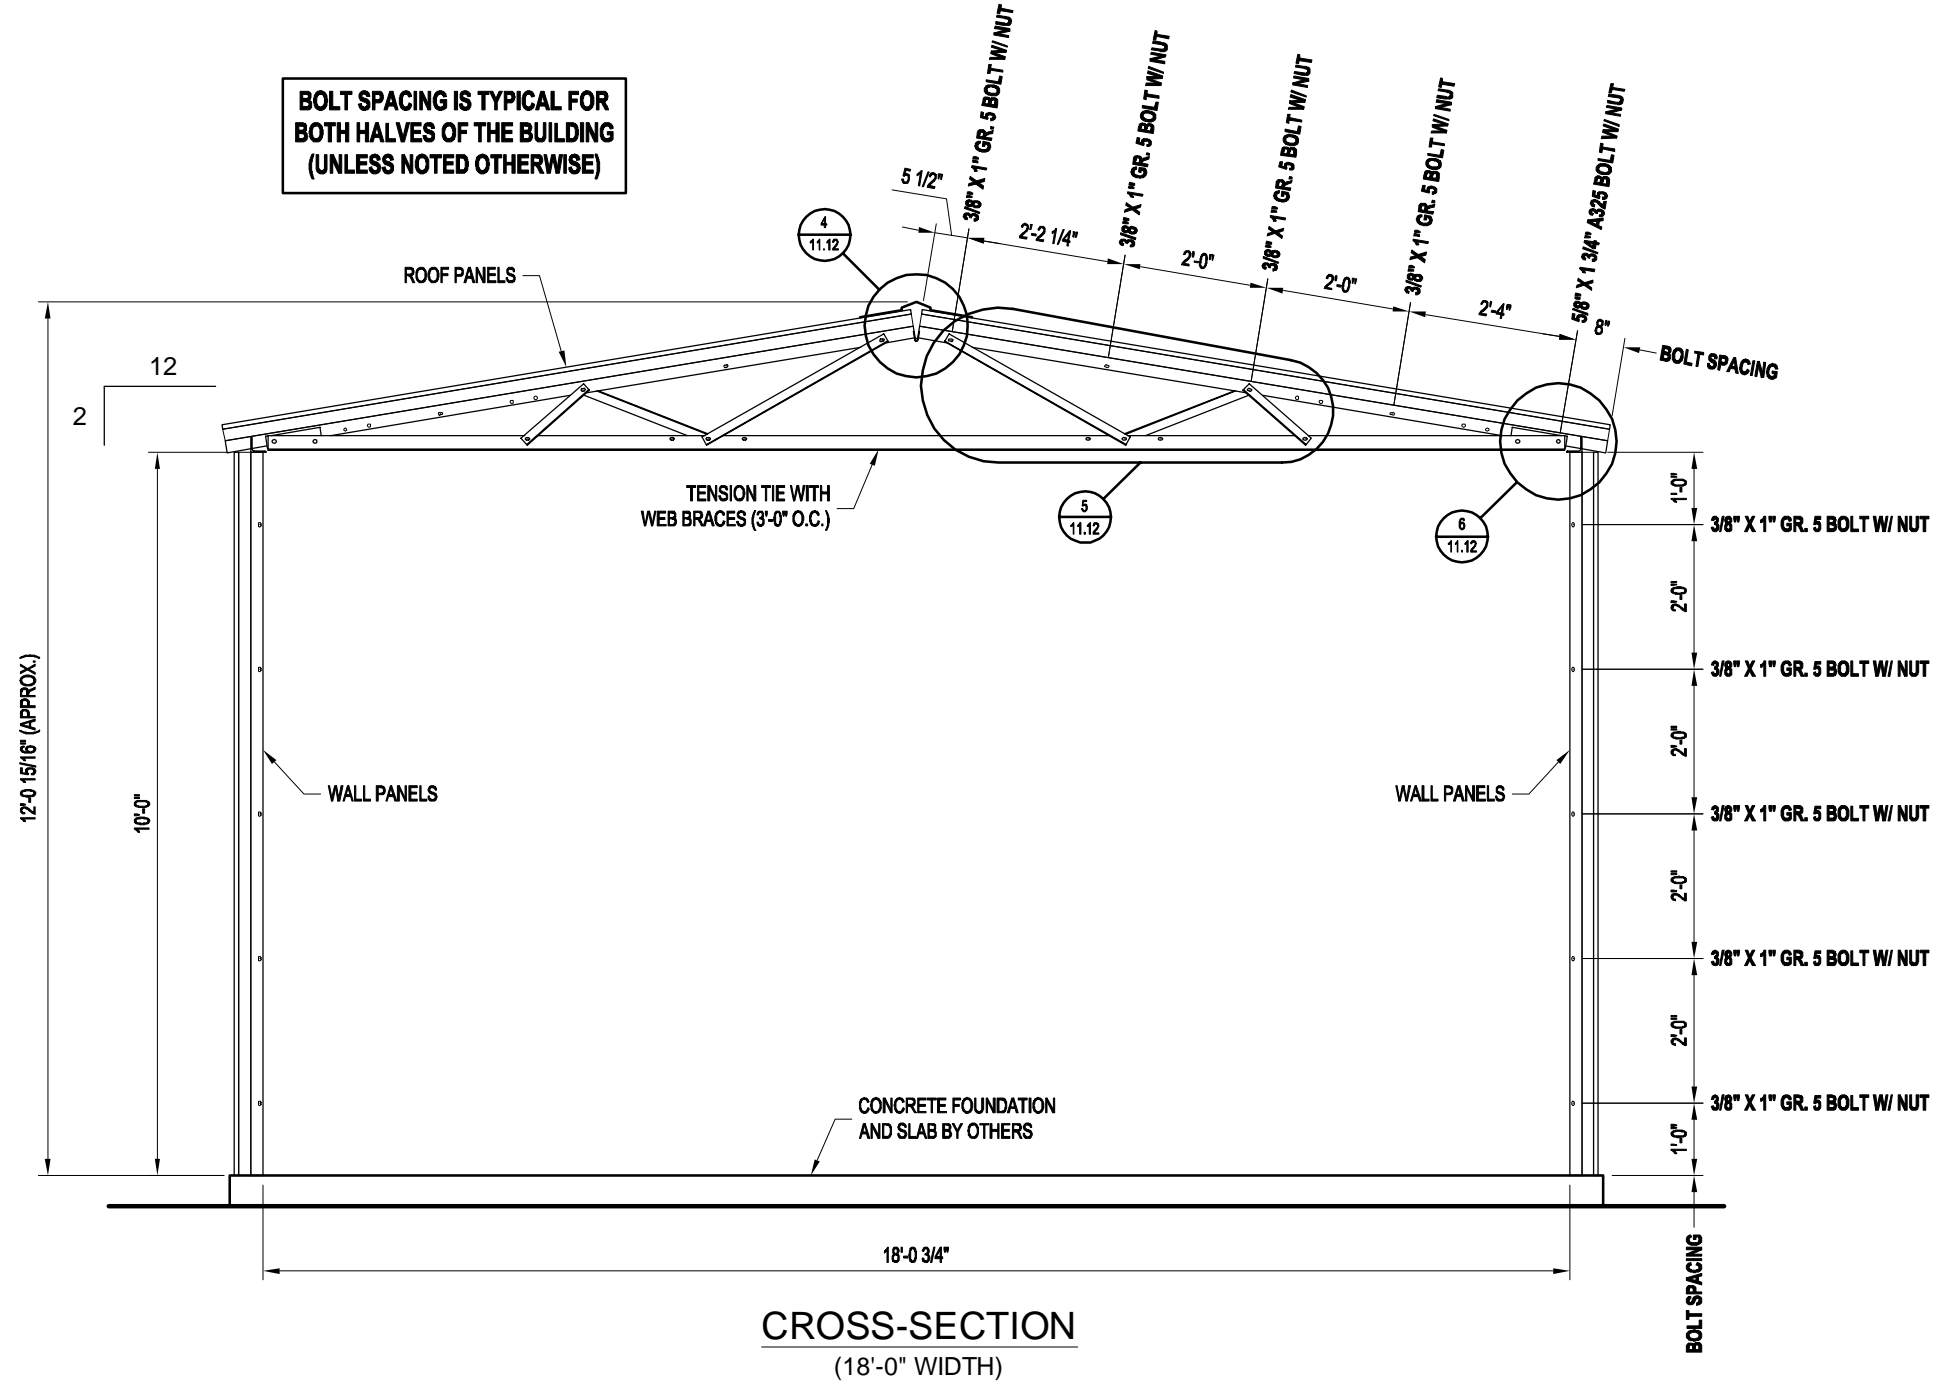 BOLT SPACING IS TYPICAL FOR
BOTH HALVES OF THE BUILDING
(UNLESS NOTED OTHERWISE)
5 1/2"
3/8" X 1" GR. 5 BOLT W/ NUT
2'-2 1/4"
3/8" X 1" GR. 5 BOLT W/ NUT
2'-0"
3/8" X 1" GR. 5 BOLT W/ NUT
2'-0"
3/8" X 1" GR. 5 BOLT W/ NUT
2'-4"
5/8" X 1 3/4" A325 BOLT W/ NUT
8"
BOLT SPACING
4
11.12
ROOF PANELS
12
2
TENSION TIE WITH
WEB BRACES (3'-0" O.C.)
5
11.12
6
11.12
1'-0"
3/8" X 1" GR. 5 BOLT W/ NUT
2'-0"
3/8" X 1" GR. 5 BOLT W/ NUT
2'-0"
3/8" X 1" GR. 5 BOLT W/ NUT
2'-0"
3/8" X 1" GR. 5 BOLT W/ NUT
2'-0"
3/8" X 1" GR. 5 BOLT W/ NUT
1'-0"
BOLT SPACING
12'-0 15/16" (APPROX.)
10'-0"
WALL PANELS
WALL PANELS
CONCRETE FOUNDATION
AND SLAB BY OTHERS
18'-0 3/4"
CROSS-SECTION
(18'-0" WIDTH)